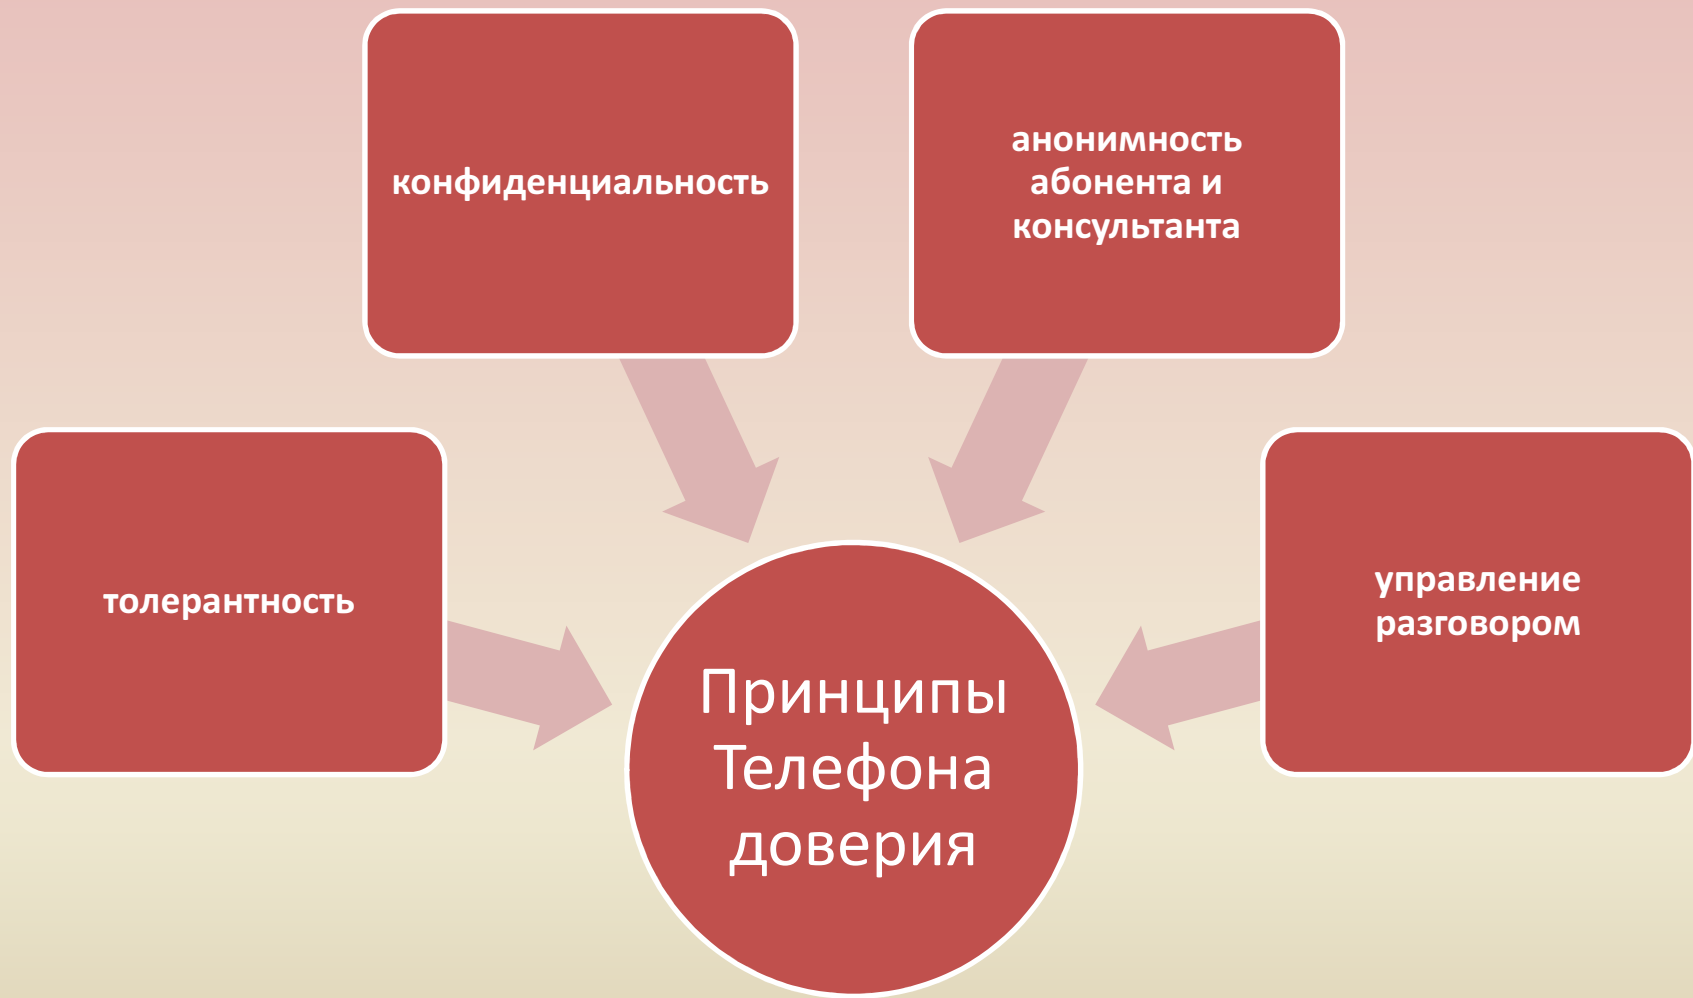 конфиденциальность
анонимность
абонента и
консультанта
толерантность
управление
разговором
Принципы
Телефона
доверия